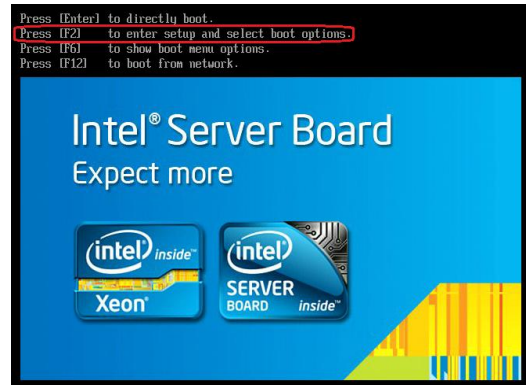 Press [Enter] to directly boot.
Press [F2] to enter setup and select boot options.
Press [F6] to show boot menu options.
Press [F12] to boot from network.
Intel® Server Board
Expect more
intel inside™
Xeon®
intel
SERVER
BOARD inside™